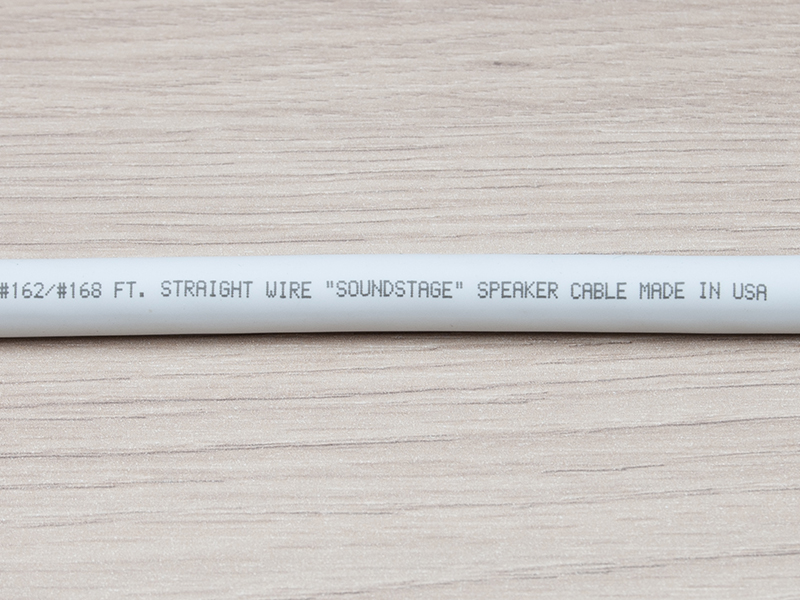 #162/#168 FT. STRAIGHT WIRE "SOUNDSTAGE" SPEAKER CABLE MADE IN USA